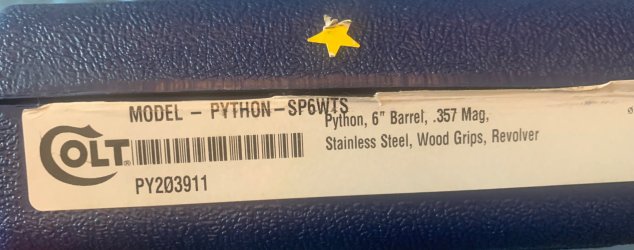 MODEL - PYTHON-SP6WTS
Python, 6" Barrel, .357 Mag,
Stainless Steel, Wood Grips, Revolver
COLT®
PY203911